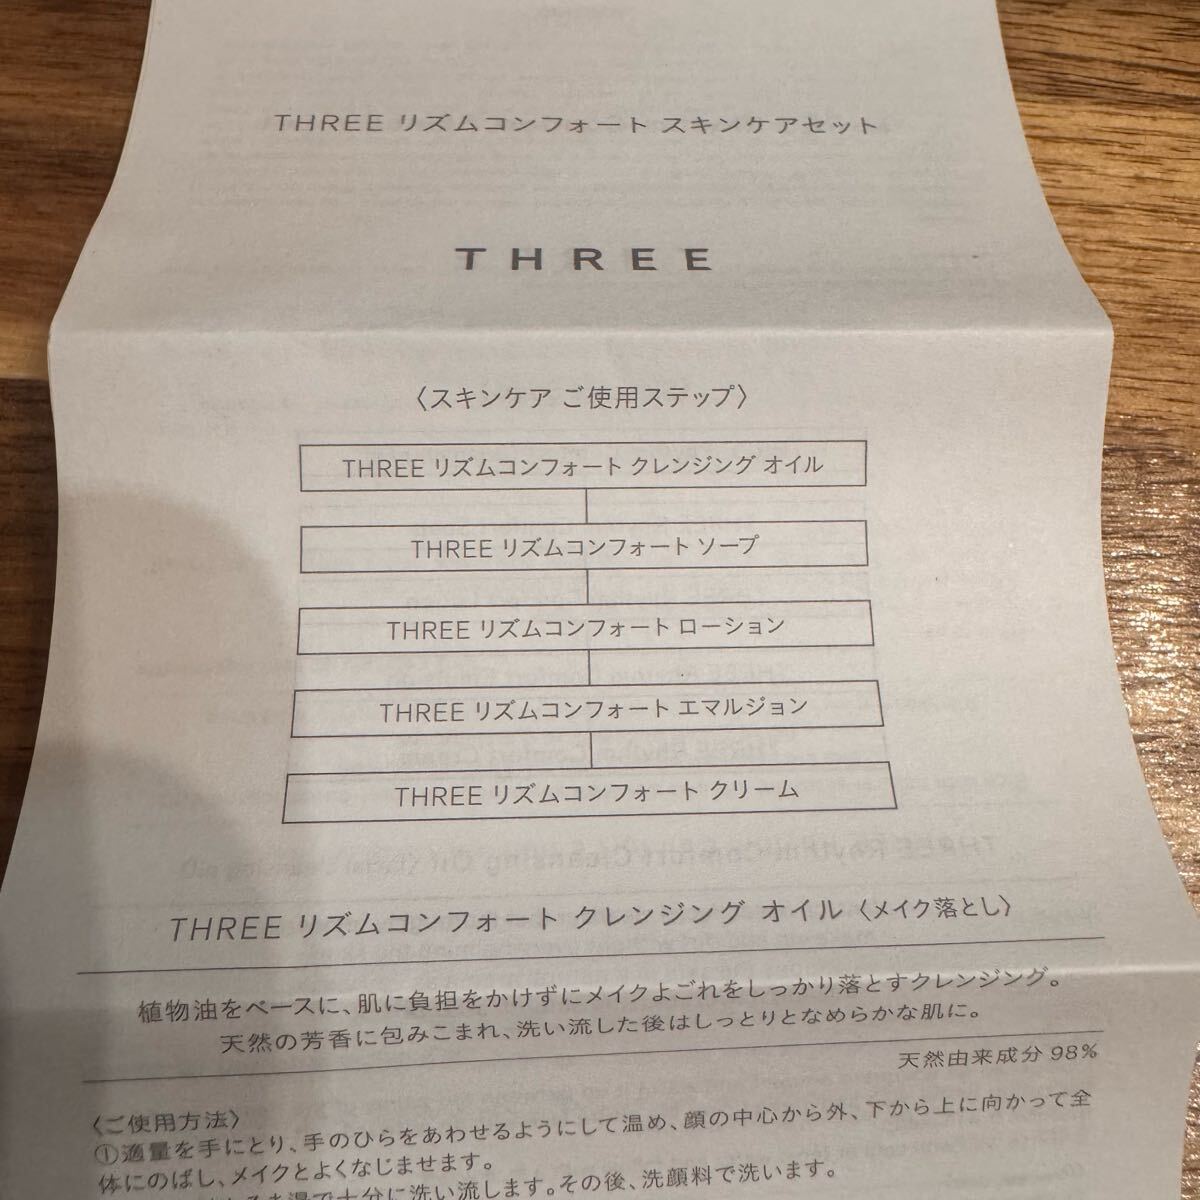 THREE リズムコンフォート スキンケアセット
THREE
〈スキンケア ご使用ステップ〉
THREE リズムコンフォート クレンジング オイル
THREE リズムコンフォート ソープ
THREE リズムコンフォート ローション
THREE リズムコンフォート エマルジョン
THREE リズムコンフォート クリーム
THREE リズムコンフォート クレンジング オイル〈メイク落とし〉
植物油をベースに、肌に負担をかけずにメイクよごれをしっかり落とすクレンジング。
天然の芳香に包みこまれ、洗い流した後はしっとりとなめらかな肌に。
天然由来成分 98%
〈ご使用方法〉
①適量を手にとり、手のひらをあわせるようにして温め、顔の中心から外、下から上に向かって全
体にのばし、メイクとよくなじませます。
湯で十分に洗い流します。その後、洗顔料で洗います。